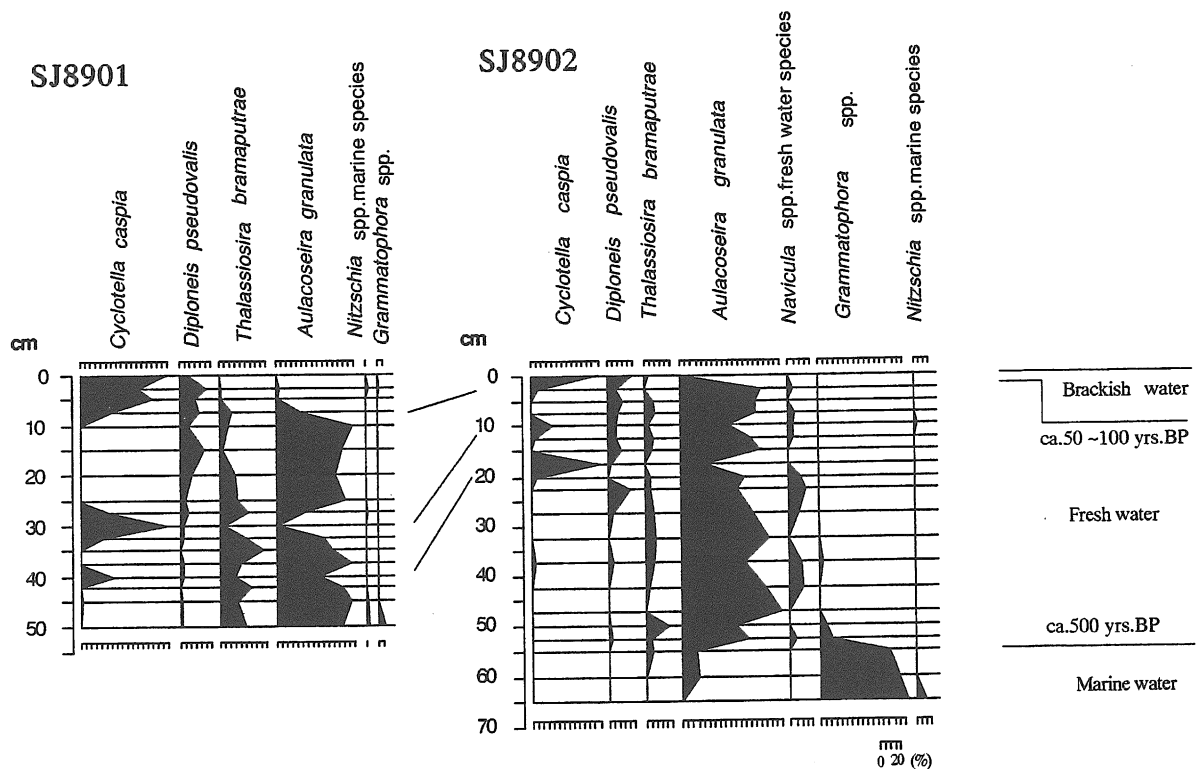 SJ8901
Cyclotella caspia
Diploneis pseudovalis
Thalassiosira bramaputrae
Aulacoseira granulata
Nitzschia spp.marine species
Grammatophora spp.
cm
0
10
20
30
40
50
SJ8902
Cyclotella caspia
Diploneis pseudovalis
Thalassiosira bramaputrae
Aulacoseira granulata
Navicula spp.fresh water species
Grammatophora spp.
Nitzschia spp.marine species
cm
0
10
20
30
40
50
60
70
Brackish water
ca.50 ~100 yrs.BP
Fresh water
ca.500 yrs.BP
Marine water
0 20 (%)